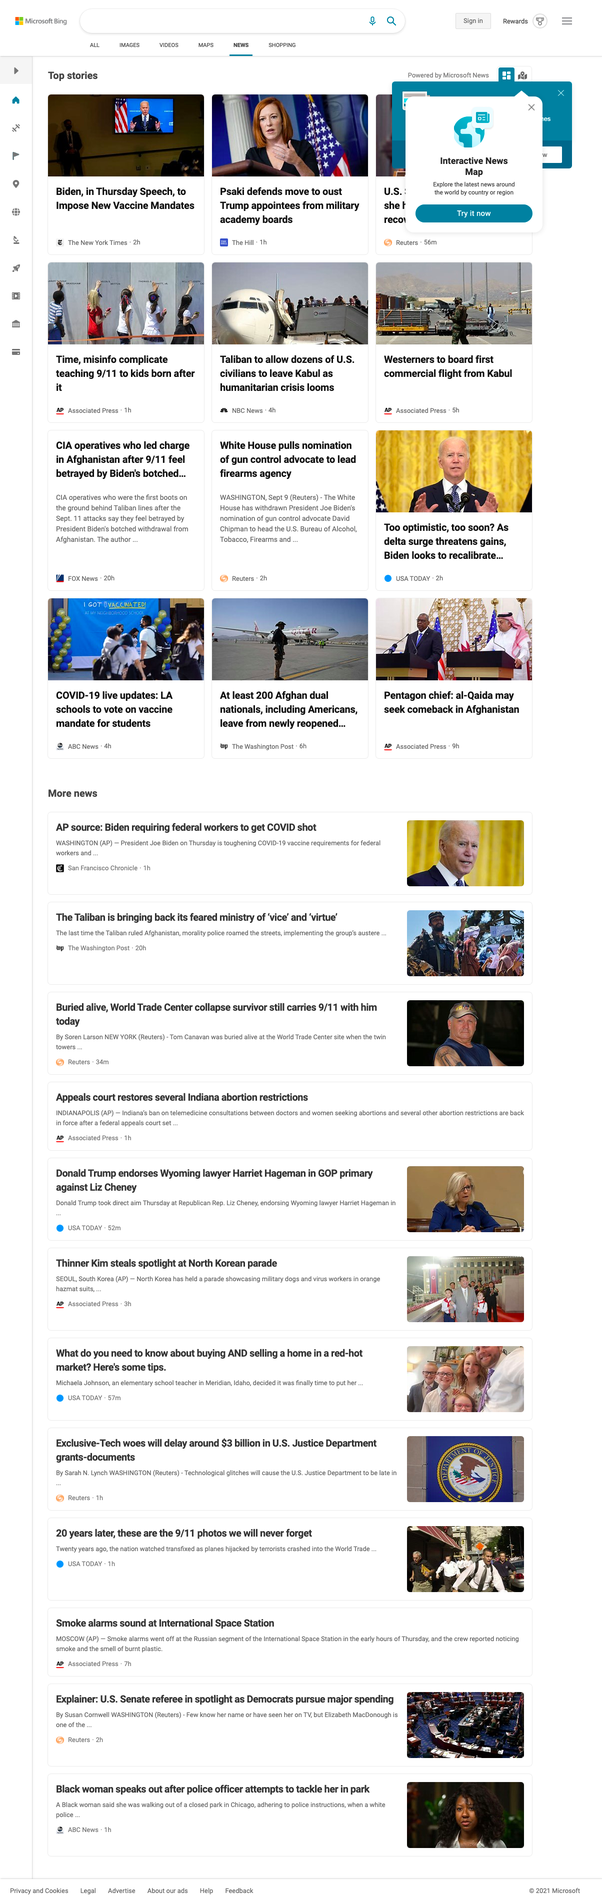 Microsoft Bing
Sign in
Rewards
ALL
IMAGES
VIDEOS
MAPS
NEWS
SHOPPING
Top stories
Powered by Microsoft News
Interactive News
Map
Explore the latest news around
the world by country or region
Try it now
Biden, in Thursday Speech, to
Impose New Vaccine Mandates
The New York Times · 2h
Psaki defends move to oust
Trump appointees from military
academy boards
The Hill · 1h
U.S.
she h
recov
Reuters · 56m
Time, misinfo complicate
teaching 9/11 to kids born after
it
AP Associated Press · 1h
Taliban to allow dozens of U.S.
civilians to leave Kabul as
humanitarian crisis looms
NBC News · 4h
Westerners to board first
commercial flight from Kabul
AP Associated Press · 5h
CIA operatives who led charge
in Afghanistan after 9/11 feel
betrayed by Biden's botched...
CIA operatives who were the first boots on
the ground behind Taliban lines after the
Sept. 11 attacks say they feel betrayed by
President Biden's botched withdrawal from
Afghanistan. The author ...
FOX News · 20h
White House pulls nomination
of gun control advocate to lead
firearms agency
WASHINGTON, Sept 9 (Reuters) - The White
House has withdrawn President Joe Biden's
nomination of gun control advocate David
Chipman to head the U.S. Bureau of Alcohol,
Tobacco, Firearms and ...
Reuters · 2h
Too optimistic, too soon? As
delta surge threatens gains,
Biden looks to recalibrate...
USA TODAY · 2h
I GOT VACCINATED!
COVID-19 live updates: LA
schools to vote on vaccine
mandate for students
ABC News · 4h
At least 200 Afghan dual
nationals, including Americans,
leave from newly reopened...
wp The Washington Post · 6h
Pentagon chief: al-Qaida may
seek comeback in Afghanistan
AP Associated Press · 9h
More news
AP source: Biden requiring federal workers to get COVID shot
WASHINGTON (AP) — President Joe Biden on Thursday is toughening COVID-19 vaccine requirements for federal
workers and ...
San Francisco Chronicle · 1h
The Taliban is bringing back its feared ministry of 'vice' and 'virtue'
The last time the Taliban ruled Afghanistan, morality police roamed the streets, implementing the group's austere ...
wp The Washington Post · 20h
Buried alive, World Trade Center collapse survivor still carries 9/11 with him
today
By Soren Larson NEW YORK (Reuters) - Tom Canavan was buried alive at the World Trade Center site when the twin
towers ...
Reuters · 34m
Appeals court restores several Indiana abortion restrictions
INDIANAPOLIS (AP) — Indiana's ban on telemedicine consultations between doctors and women seeking abortions and several other abortion restrictions are back
in force after a federal appeals court set ...
AP Associated Press · 1h
Donald Trump endorses Wyoming lawyer Harriet Hageman in GOP primary
against Liz Cheney
Donald Trump took direct aim Thursday at Republican Rep. Liz Cheney, endorsing Wyoming lawyer Harriet Hageman in
...
USA TODAY · 52m
Thinner Kim steals spotlight at North Korean parade
SEOUL, South Korea (AP) — North Korea has held a parade showcasing military dogs and virus workers in orange
hazmat suits, ...
AP Associated Press · 3h
What do you need to know about buying AND selling a home in a red-hot
market? Here's some tips.
Michaela Johnson, an elementary school teacher in Meridian, Idaho, decided it was finally time to put her ...
USA TODAY · 57m
Exclusive-Tech woes will delay around $3 billion in U.S. Justice Department
grants-documents
By Sarah N. Lynch WASHINGTON (Reuters) - Technological glitches will cause the U.S. Justice Department to be late in
...
Reuters · 1h
20 years later, these are the 9/11 photos we will never forget
Twenty years ago, the nation watched transfixed as planes hijacked by terrorists crashed into the World Trade ...
USA TODAY · 1h
Smoke alarms sound at International Space Station
MOSCOW (AP) — Smoke alarms went off at the Russian segment of the International Space Station in the early hours of Thursday, and the crew reported noticing
smoke and the smell of burnt plastic.
AP Associated Press · 7h
Explainer: U.S. Senate referee in spotlight as Democrats pursue major spending
By Susan Cornwell WASHINGTON (Reuters) - Few know her name or have seen her on TV, but Elizabeth MacDonough is
one of the ...
Reuters · 2h
Black woman speaks out after police officer attempts to tackle her in park
A Black woman said she was walking out of a closed park in Chicago, adhering to police instructions, when a white
police ...
ABC News · 1h
Privacy and Cookies
Legal
Advertise
About our ads
Help
Feedback
© 2021 Microsoft